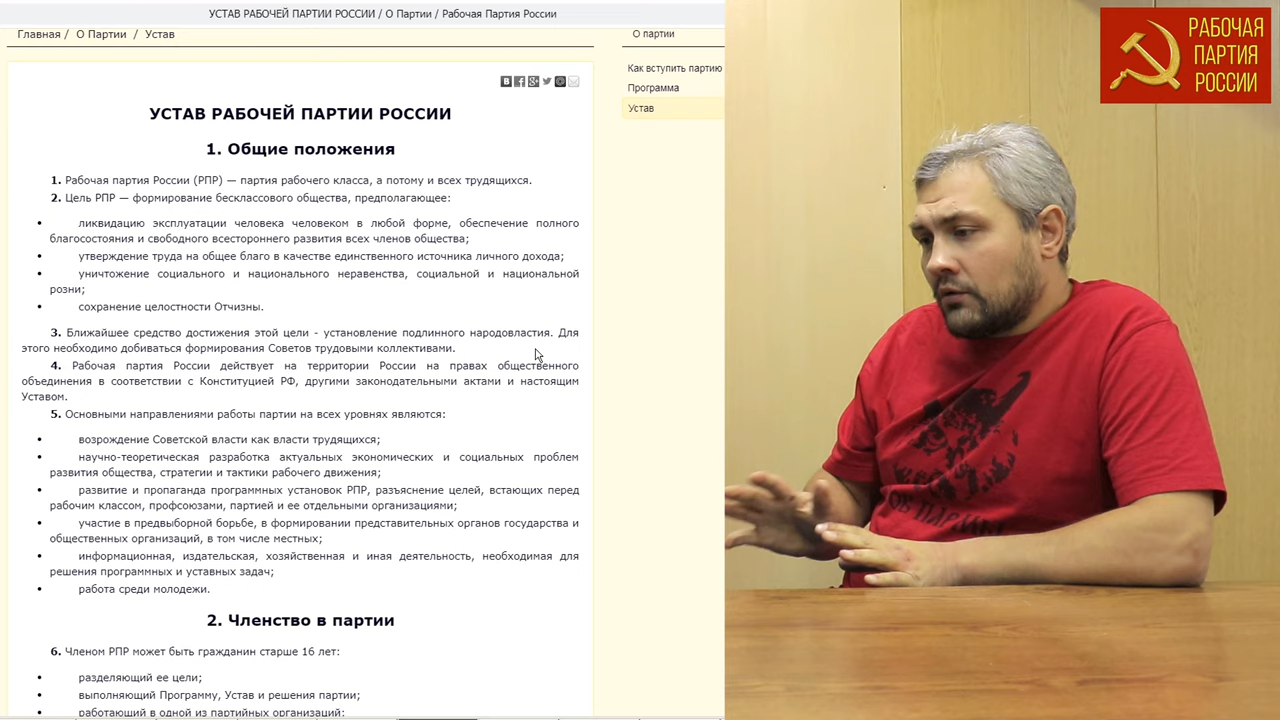 УСТАВ РАБОЧЕЙ ПАРТИИ РОССИИ / О Партии / Рабочая Партия России
Главная / О Партии / Устав
О партии
Как вступить партию
Программа
Устав
УСТАВ РАБОЧЕЙ ПАРТИИ РОССИИ
1. Общие положения
1. Рабочая партия России (РПР) — партия рабочего класса, а потому и всех трудящихся.
2. Цель РПР — формирование бесклассового общества, предполагающее:
• ликвидацию эксплуатации человека человеком в любой форме, обеспечение полного
благосостояния и свободного всестороннего развития всех членов общества;
• утверждение труда на общее благо в качестве единственного источника личного дохода;
• уничтожение социального и национального неравенства, социальной и национальной
розни;
• сохранение целостности Отчизны.
3. Ближайшее средство достижения этой цели - установление подлинного народовластия. Для
этого необходимо добиваться формирования Советов трудовыми коллективами.
4. Рабочая партия России действует на территории России на правах общественного
объединения в соответствии с Конституцией РФ, другими законодательными актами и настоящим
Уставом.
5. Основными направлениями работы партии на всех уровнях являются:
• возрождение Советской власти как власти трудящихся;
• научно-теоретическая разработка актуальных экономических и социальных проблем
развития общества, стратегии и тактики рабочего движения;
• развитие и пропаганда программных установок РПР, разъяснение целей, встающих перед
рабочим классом, профсоюзами, партией и ее отдельными организациями;
• участие в предвыборной борьбе, в формировании представительных органов государства и
общественных организаций, в том числе местных;
• информационная, издательская, хозяйственная и иная деятельность, необходимая для
решения программных и уставных задач;
• работа среди молодежи.
2. Членство в партии
6. Членом РПР может быть гражданин старше 16 лет:
• разделяющий ее цели;
• выполняющий Программу, Устав и решения партии;
• работающий в одной из партийных организаций:
РАБОЧАЯ
ПАРТИЯ
РОССИИ